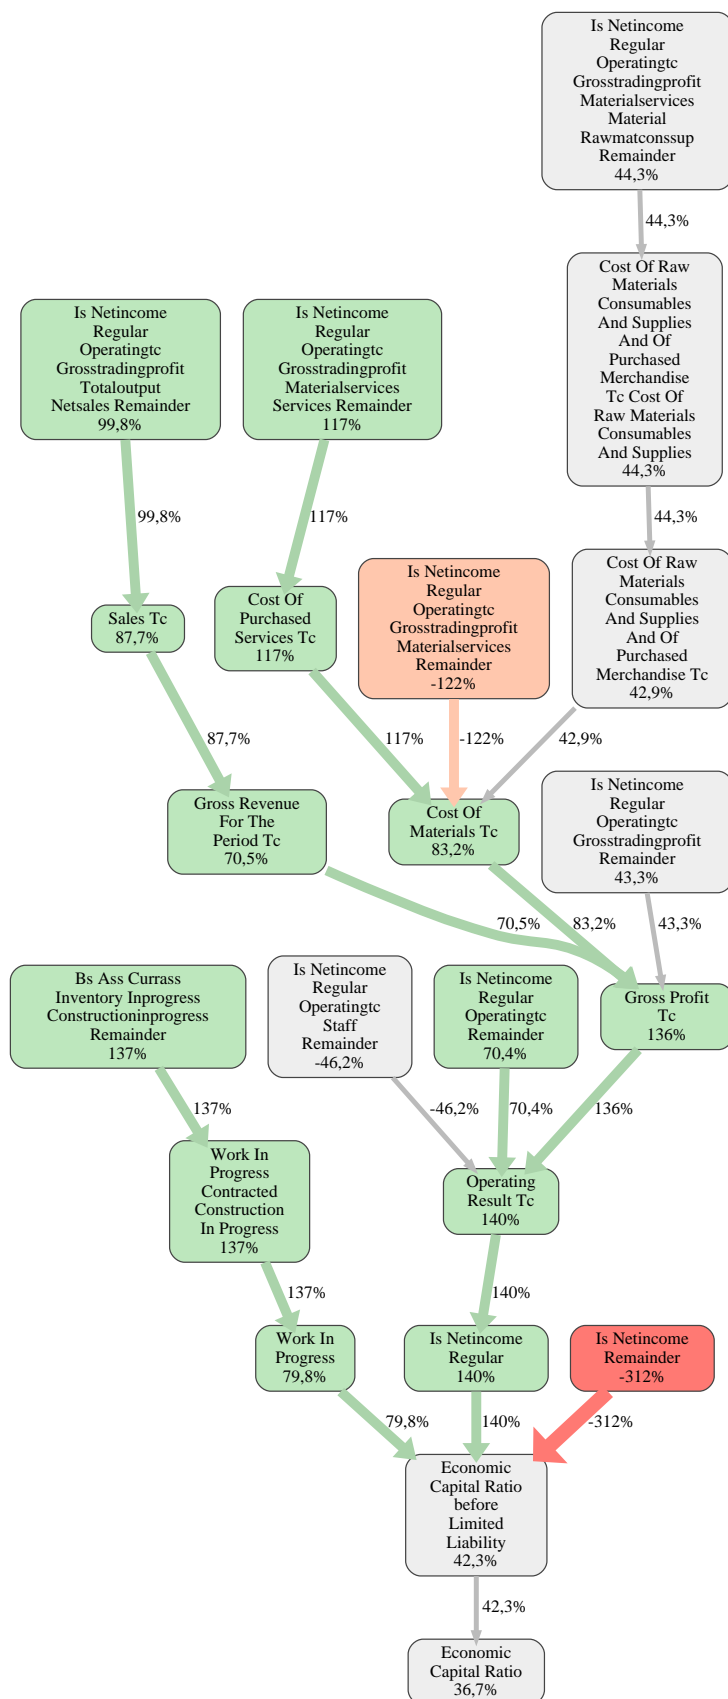 Is Netincome
Regular
Operatingtc
Grosstradingprofit
Materialservices
Material
Rawmatconssup
Remainder
44,3%
44,3%
Cost Of Raw
Materials
Consumables
And Supplies
And Of
Purchased
Merchandise
Tc Cost Of
Raw Materials
Consumables
And Supplies
44,3%
Is Netincome
Regular
Operatingtc
Grosstradingprofit
Totaloutput
Netsales Remainder
99,8%
Is Netincome
Regular
Operatingtc
Grosstradingprofit
Materialservices
Services Remainder
117%
99,8%
117%
44,3%
Sales Tc
87,7%
Cost Of
Purchased
Services Tc
117%
Is Netincome
Regular
Operatingtc
Grosstradingprofit
Materialservices
Remainder
-122%
Cost Of Raw
Materials
Consumables
And Supplies
And Of
Purchased
Merchandise Tc
42,9%
87,7%
117%
-122%
42,9%
Gross Revenue
For The
Period Tc
70,5%
Cost Of
Materials Tc
83,2%
Is Netincome
Regular
Operatingtc
Grosstradingprofit
Remainder
43,3%
70,5%
83,2%
43,3%
Bs Ass Currass
Inventory Inprogress
Constructioninprogress
Remainder
137%
Is Netincome
Regular
Operatingtc
Staff
Remainder
-46,2%
Is Netincome
Regular
Operatingtc
Remainder
70,4%
Gross Profit
Tc
136%
137%
-46,2%
70,4%
136%
Work In
Progress
Contracted
Construction
In Progress
137%
Operating
Result Tc
140%
137%
140%
Work In
Progress
79,8%
Is Netincome
Regular
140%
Is Netincome
Remainder
-312%
79,8%
140%
-312%
Economic
Capital Ratio
before
Limited
Liability
42,3%
42,3%
Economic
Capital Ratio
36,7%